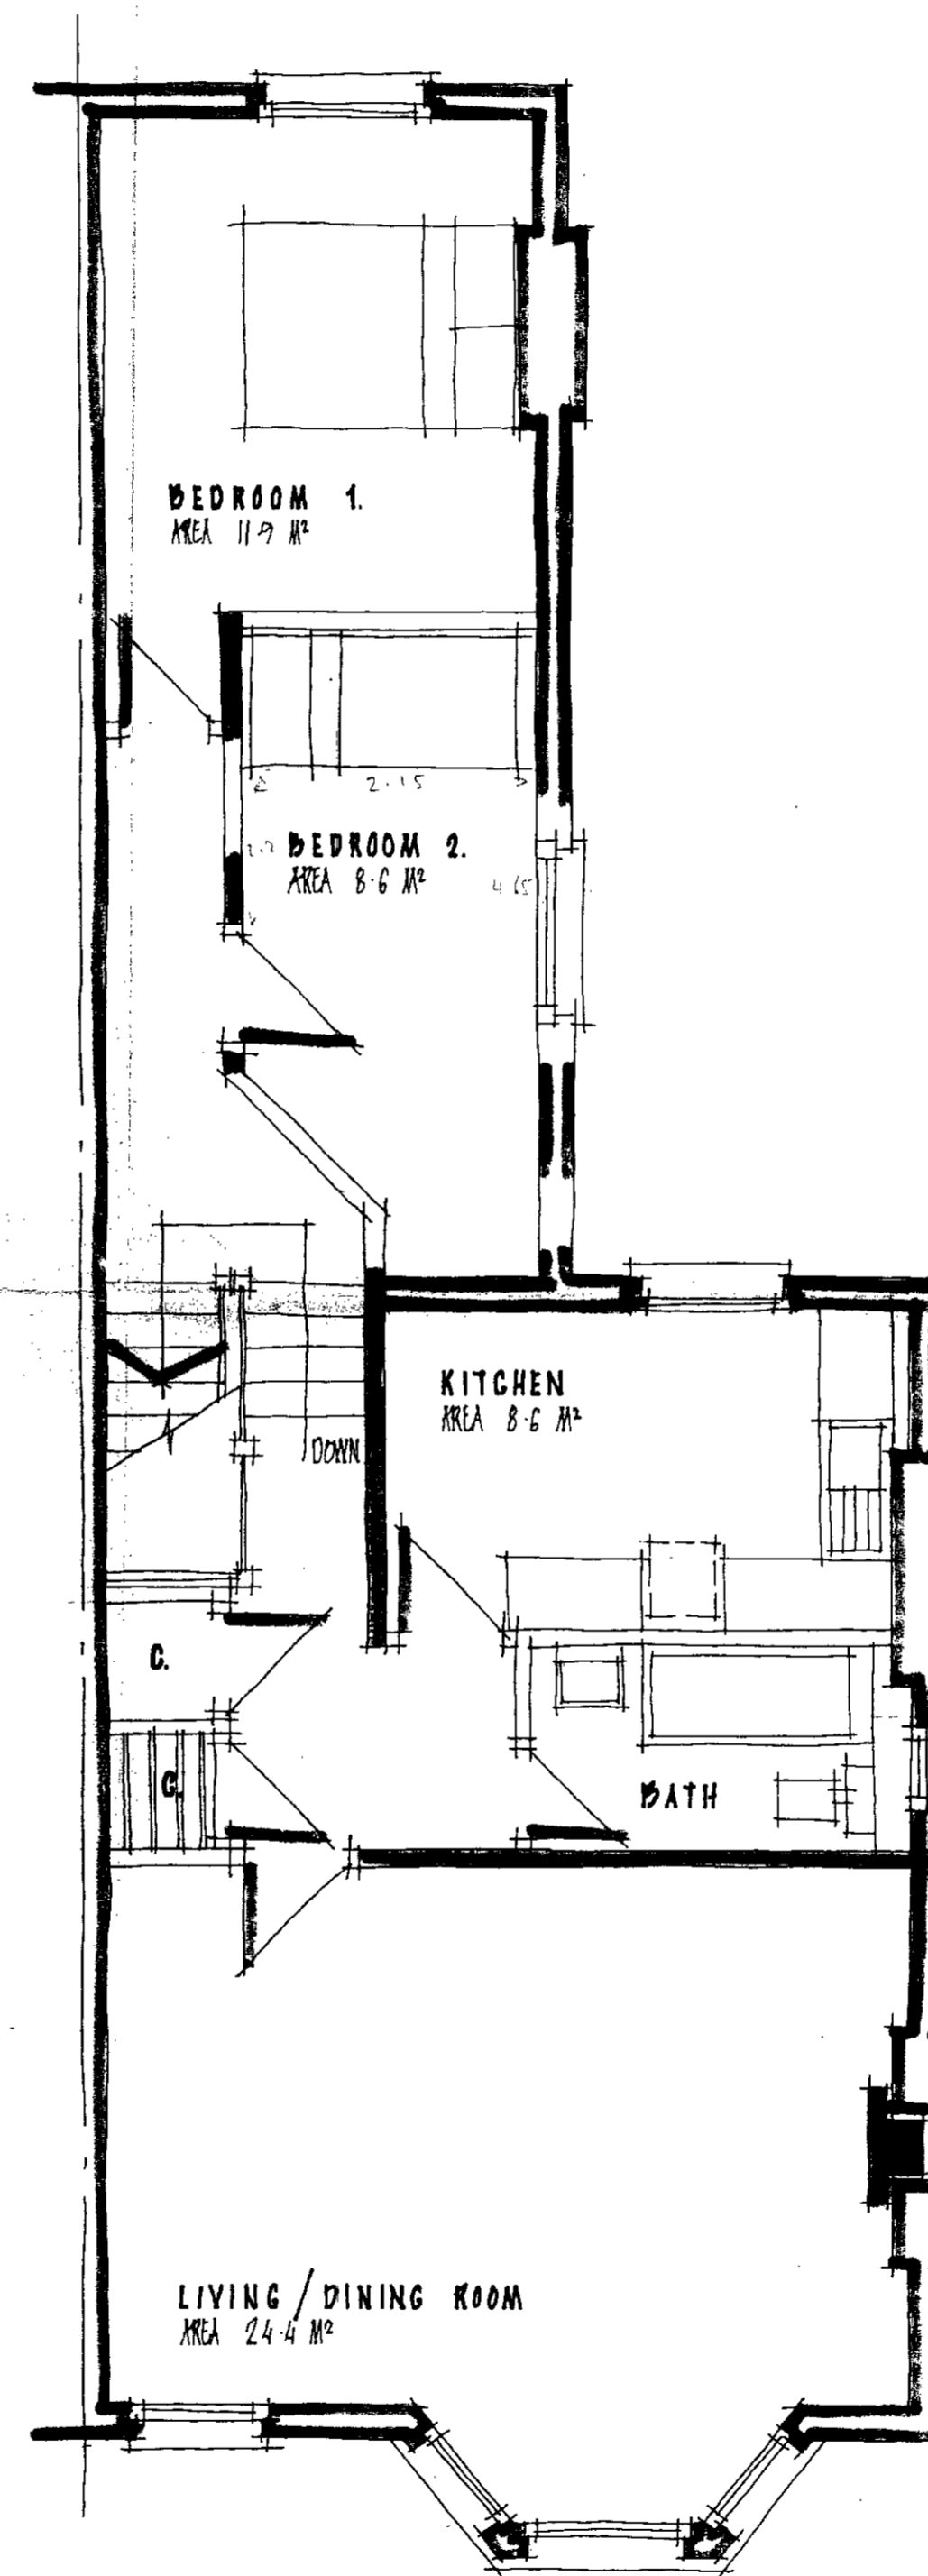 BEDROOM 1.
AREA 11·9 M²
2.15
BEDROOM 2.
AREA 8·6 M²
4.65
KITCHEN
AREA 8·6 M²
DOWN
C.
C.
BATH
LIVING / DINING ROOM
AREA 24·4 M²